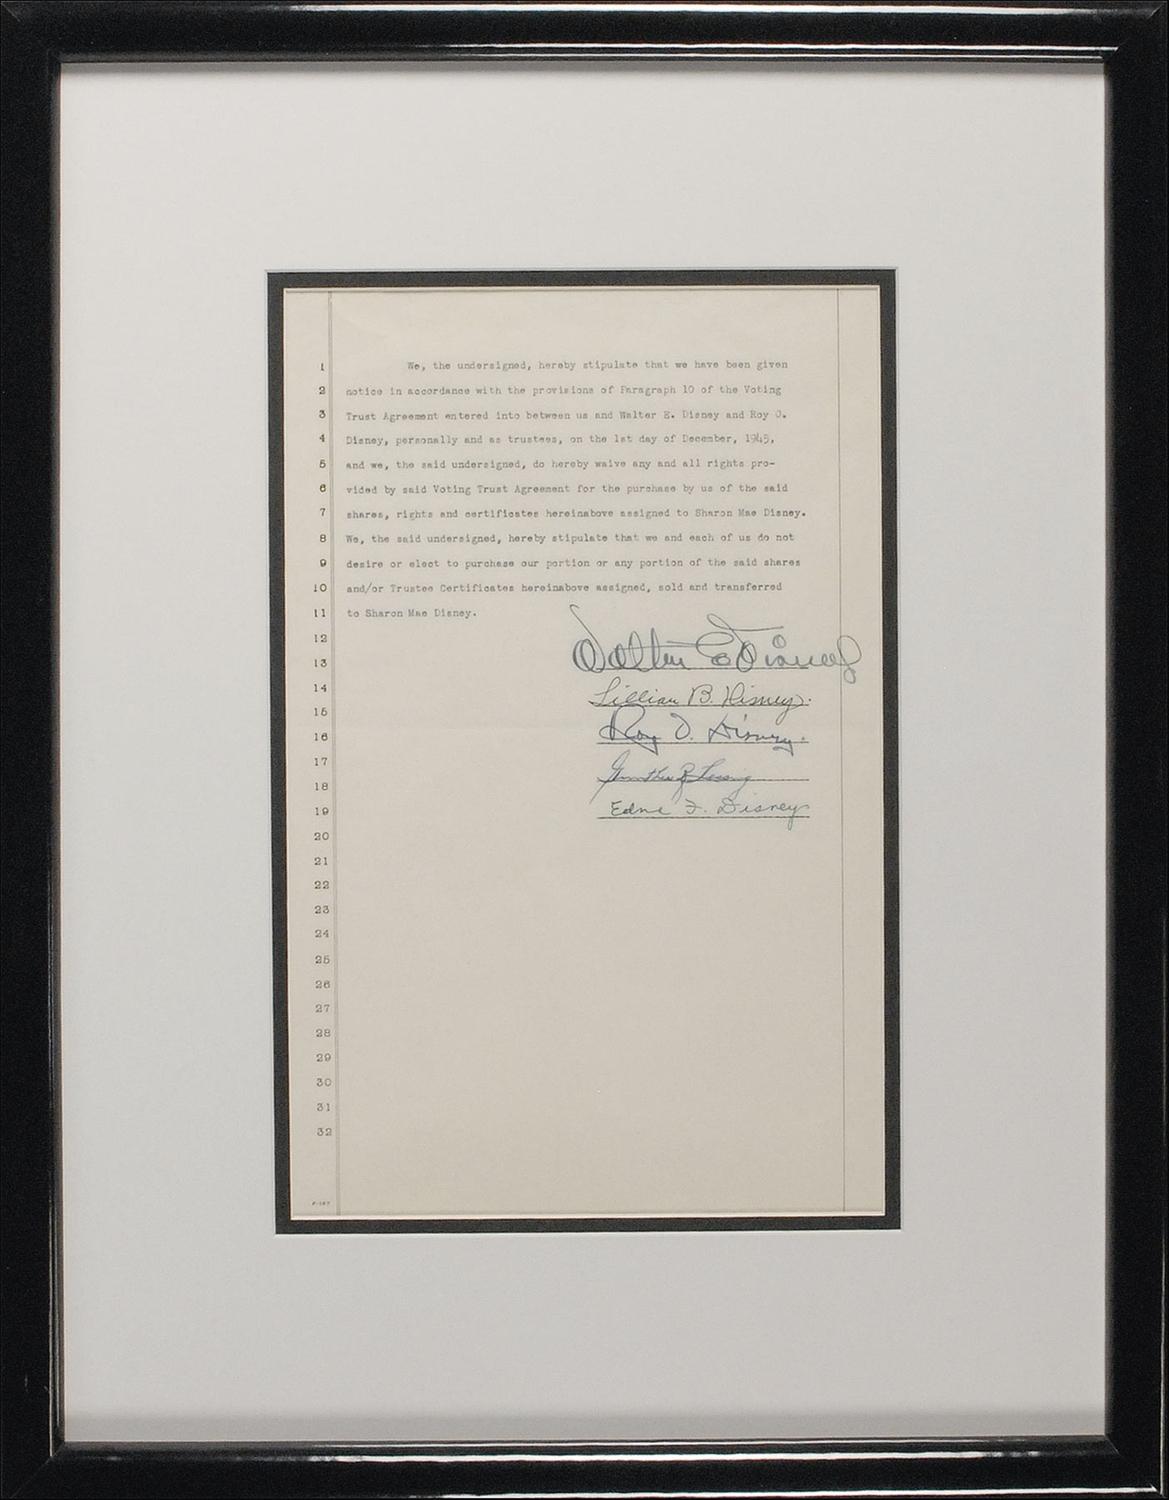 1 We, the undersigned, hereby stipulate that we have been given
2 notice in accordance with the provisions of Paragraph 10 of the Voting
3 Trust Agreement entered into between us and Walter E. Disney and Roy O.
4 Disney, personally and as trustees, on the 1st day of December, 1945,
5 and we, the said undersigned, do hereby waive any and all rights pro-
6 vided by said Voting Trust Agreement for the purchase by us of the said
7 shares, rights and certificates hereinabove assigned to Sharon Mae Disney.
8 We, the said undersigned, hereby stipulate that we and each of us do not
9 desire or elect to purchase our portion or any portion of the said shares
10 and/or Trustee Certificates hereinabove assigned, sold and transferred
11 to Sharon Mae Disney.
12
13 Walter E Disney
14 Lillian B. Disney.
15
16 Roy O. Disney.
17
18 Gunther R Lessing
19 Edna F. Disney
20
21
22
23
24
25
26
27
28
29
30
31
32